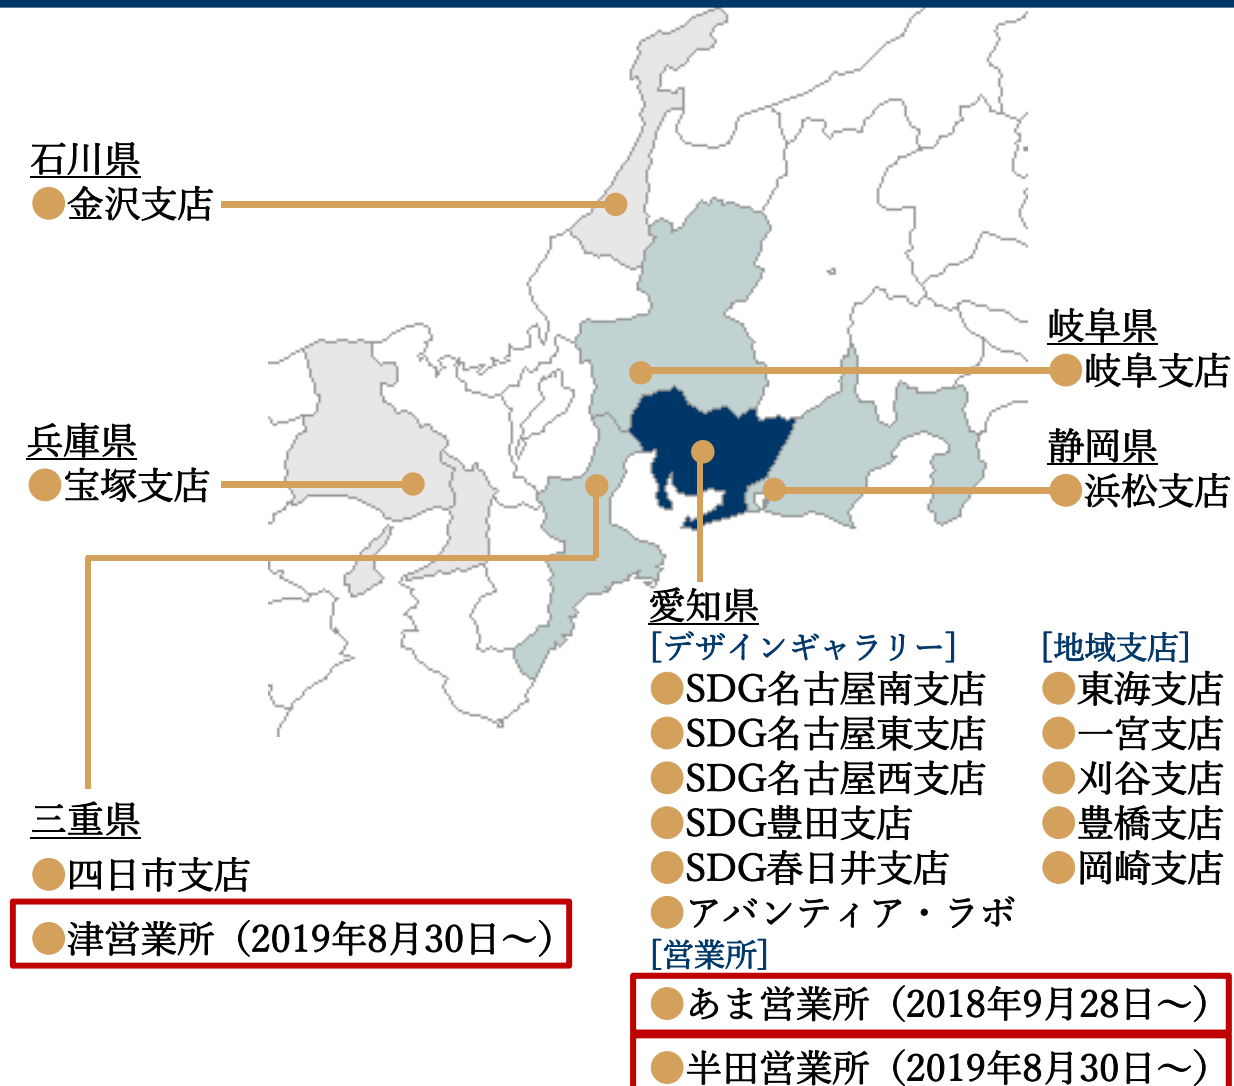 石川県
●金沢支店
兵庫県
●宝塚支店
岐阜県
●岐阜支店
静岡県
●浜松支店
三重県
●四日市支店
●津営業所（2019年8月30日～）
愛知県
[デザインギャラリー]
●SDG名古屋南支店
●SDG名古屋東支店
●SDG名古屋西支店
●SDG豊田支店
●SDG春日井支店
●アバンティア・ラボ
[地域支店]
●東海支店
●一宮支店
●刈谷支店
●豊橋支店
●岡崎支店
[営業所]
●あま営業所（2018年9月28日～）
●半田営業所（2019年8月30日～）